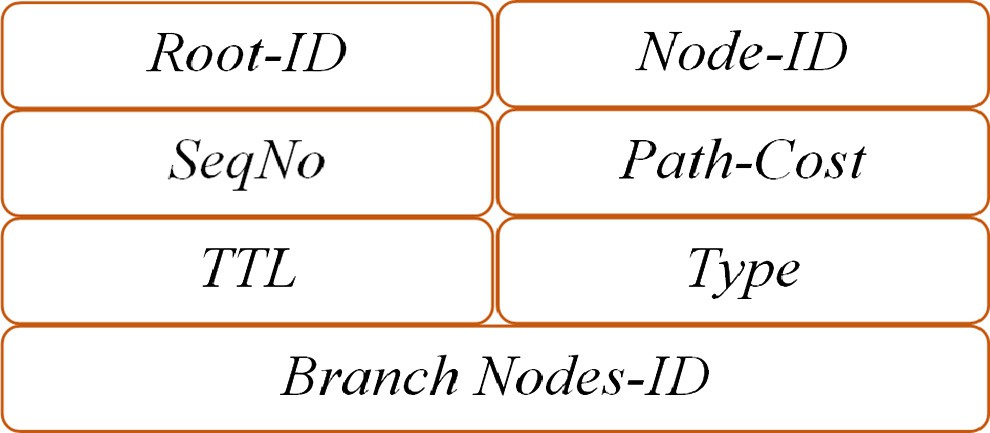 Root-ID
Node-ID
SeqNo
Path-Cost
TTL
Type
Branch Nodes-ID